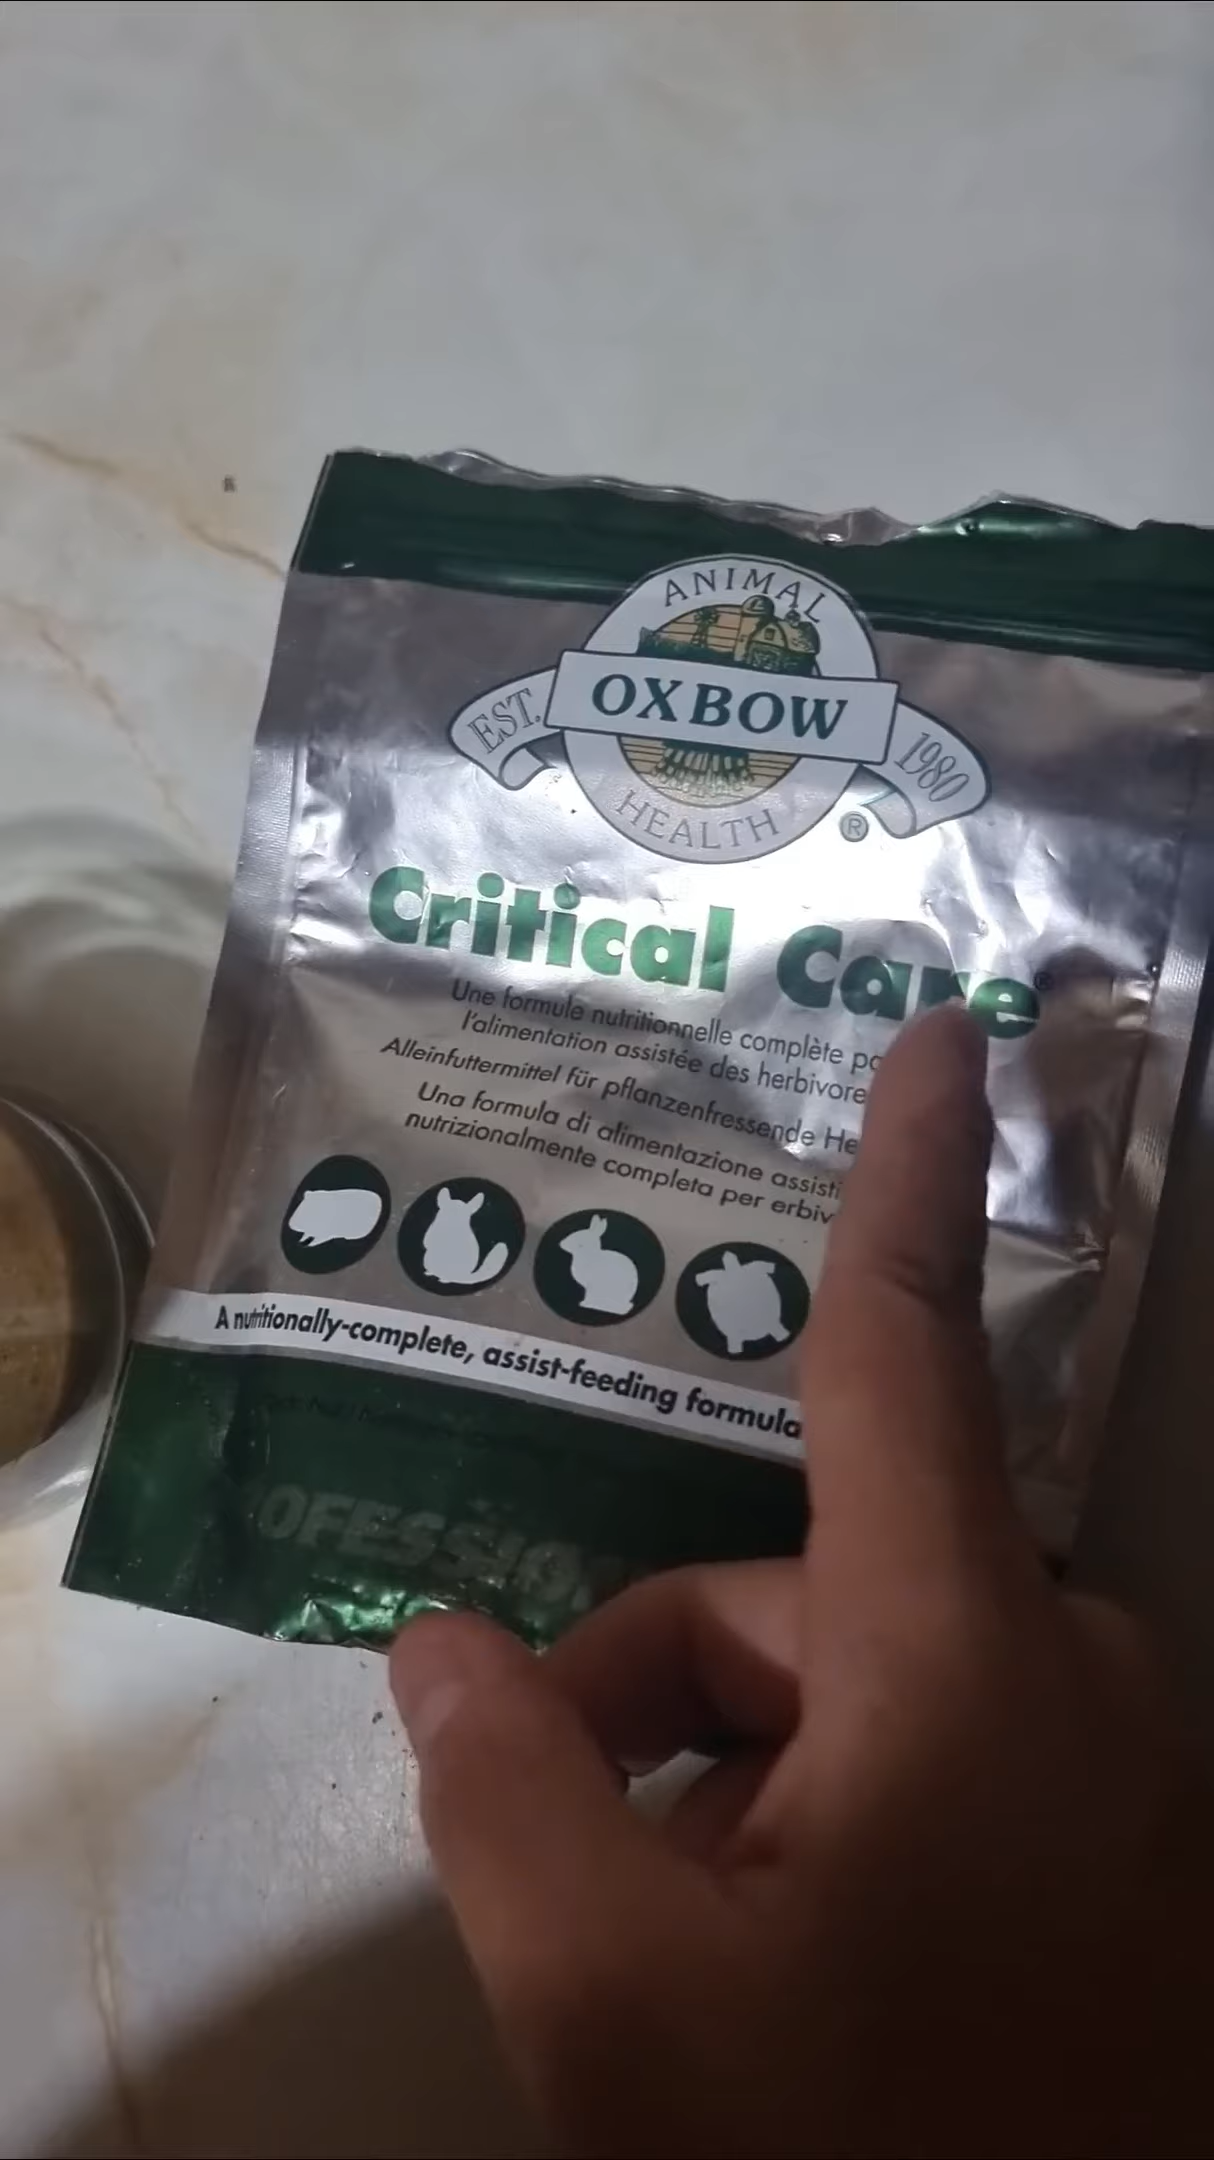 ANIMAL
EST. OXBOW 1980
HEALTH
®
Critical Care®
Une formule nutritionnelle complète
l'alimentation assistée des
Alleinfuttermittel für pflanzenfressende
Una formula di alimentazione
nutrizionalmente completa per
A nutritionally-complete, assist-feeding formula